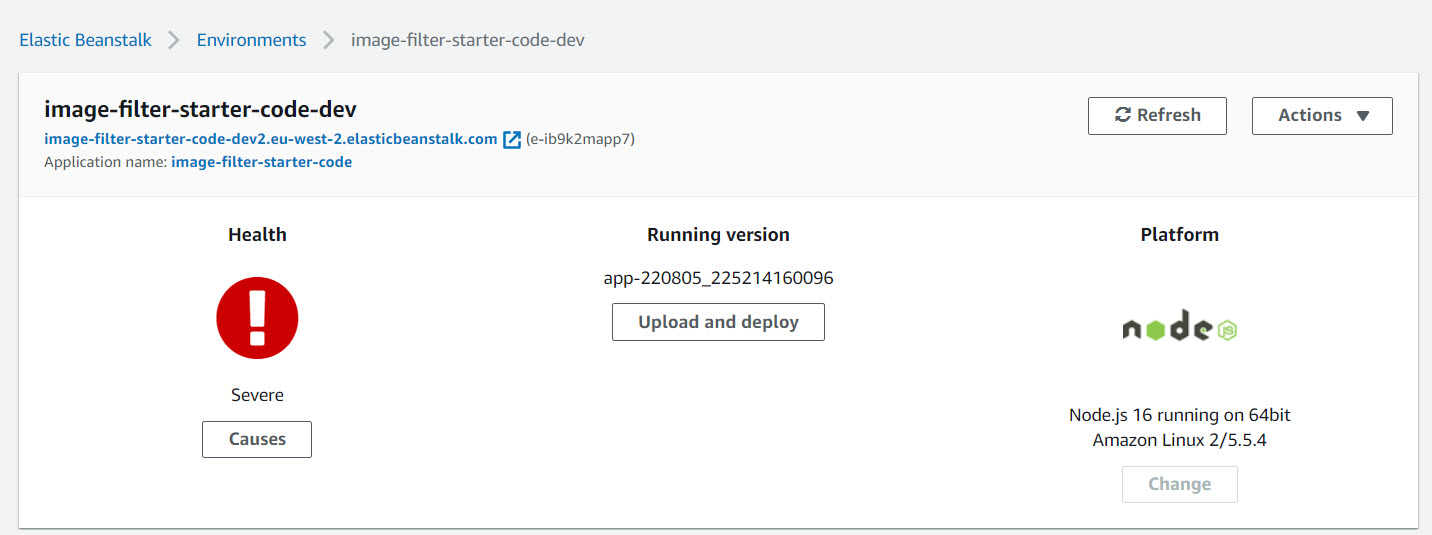 Elastic Beanstalk > Environments > image-filter-starter-code-dev
image-filter-starter-code-dev
Refresh
Actions
image-filter-starter-code-dev2.eu-west-2.elasticbeanstalk.com (e-ib9k2mapp7)
Application name: image-filter-starter-code
Health
Running version
Platform
app-220805_225214160096
Upload and deploy
node JS
Severe
Causes
Node.js 16 running on 64bit
Amazon Linux 2/5.5.4
Change